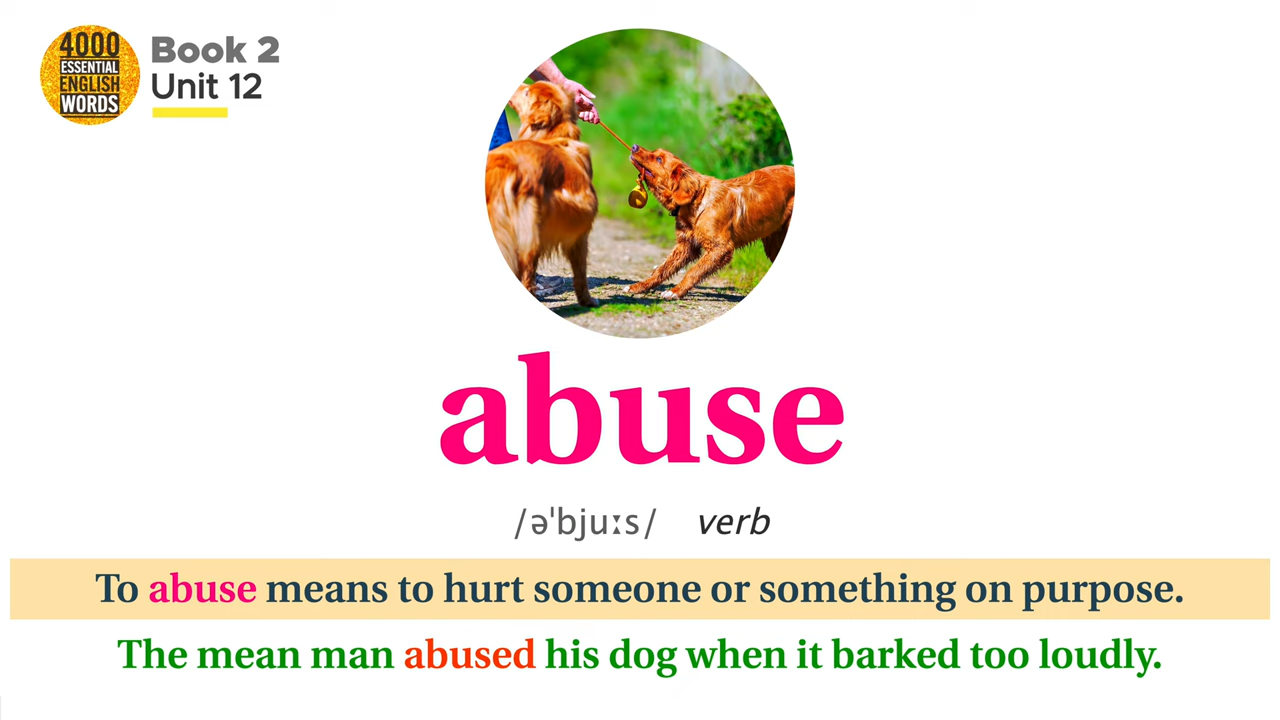 4000
ESSENTIAL
ENGLISH
WORDS
Book 2
Unit 12
abuse
/əˈbjuːs/ verb
To abuse means to hurt someone or something on purpose.
The mean man abused his dog when it barked too loudly.